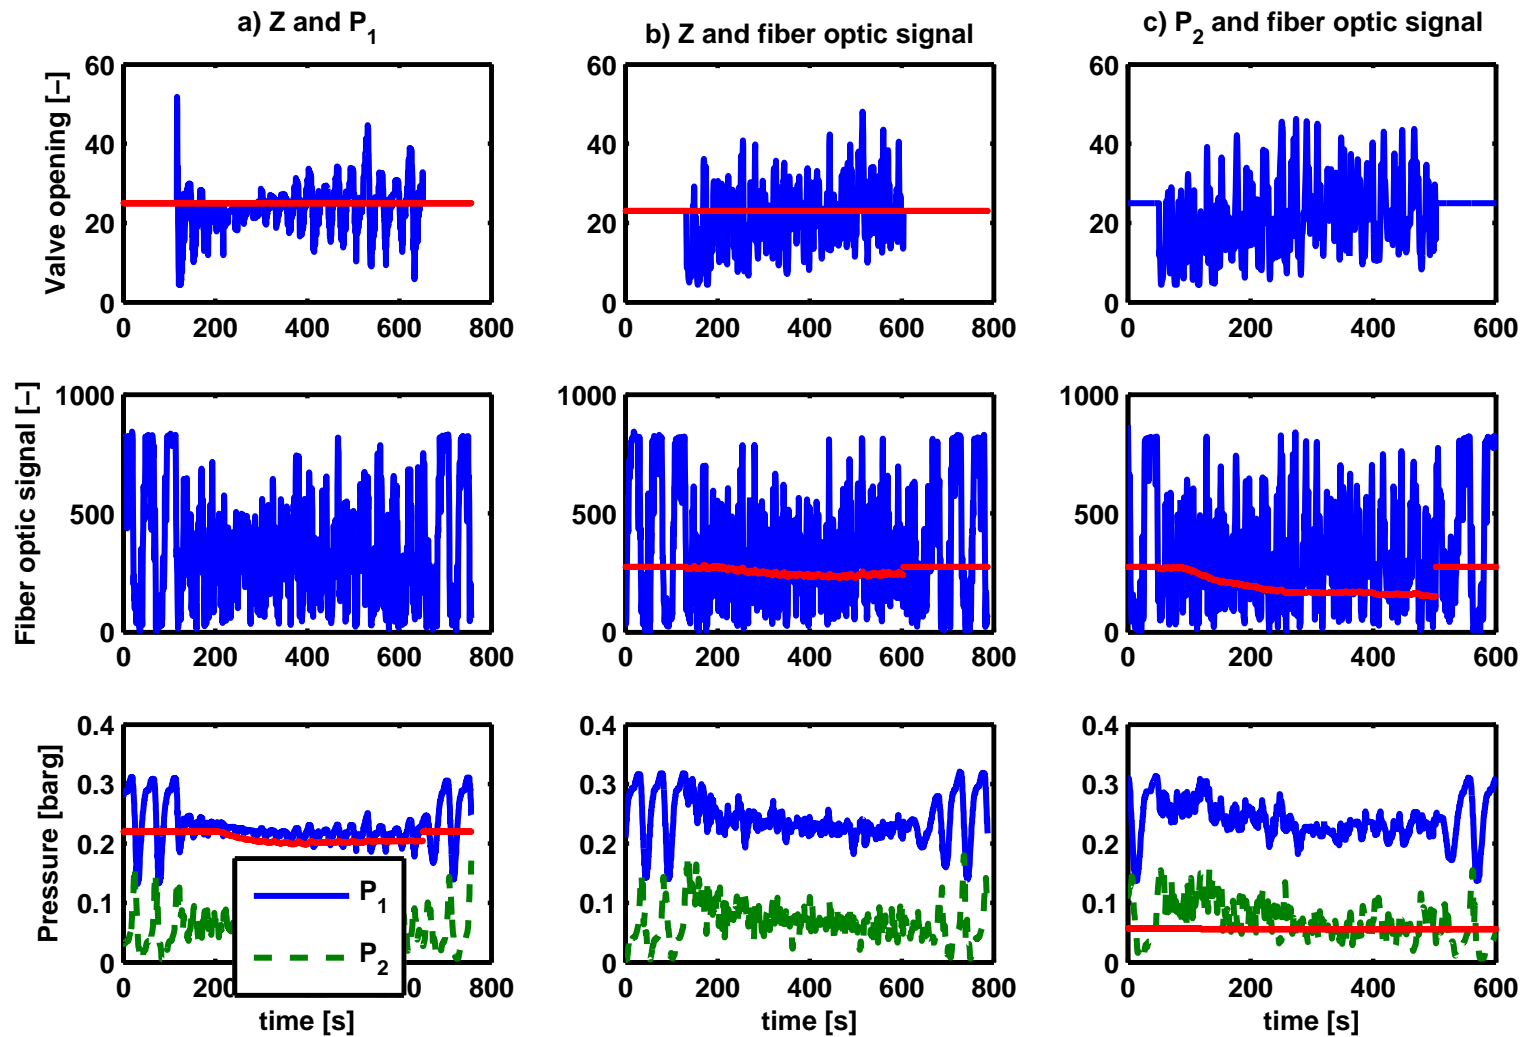 a) Z and P1
b) Z and fiber optic signal
c) P2 and fiber optic signal
Valve opening [−]
60
40
20
0
0 200 400 600 800
60
40
20
0
0 200 400 600 800
60
40
20
0
0 200 400 600
Fiber optic signal [−]
1000
500
0
0 200 400 600 800
1000
500
0
0 200 400 600 800
1000
500
0
0 200 400 600
Pressure [barg]
0.4
0.3
0.2
0.1
0
0 200 600 800
time [s]
P1
P2
0.4
0.3
0.2
0.1
0
0 200 400 600 800
time [s]
0.4
0.3
0.2
0.1
0
0 200 400 600
time [s]